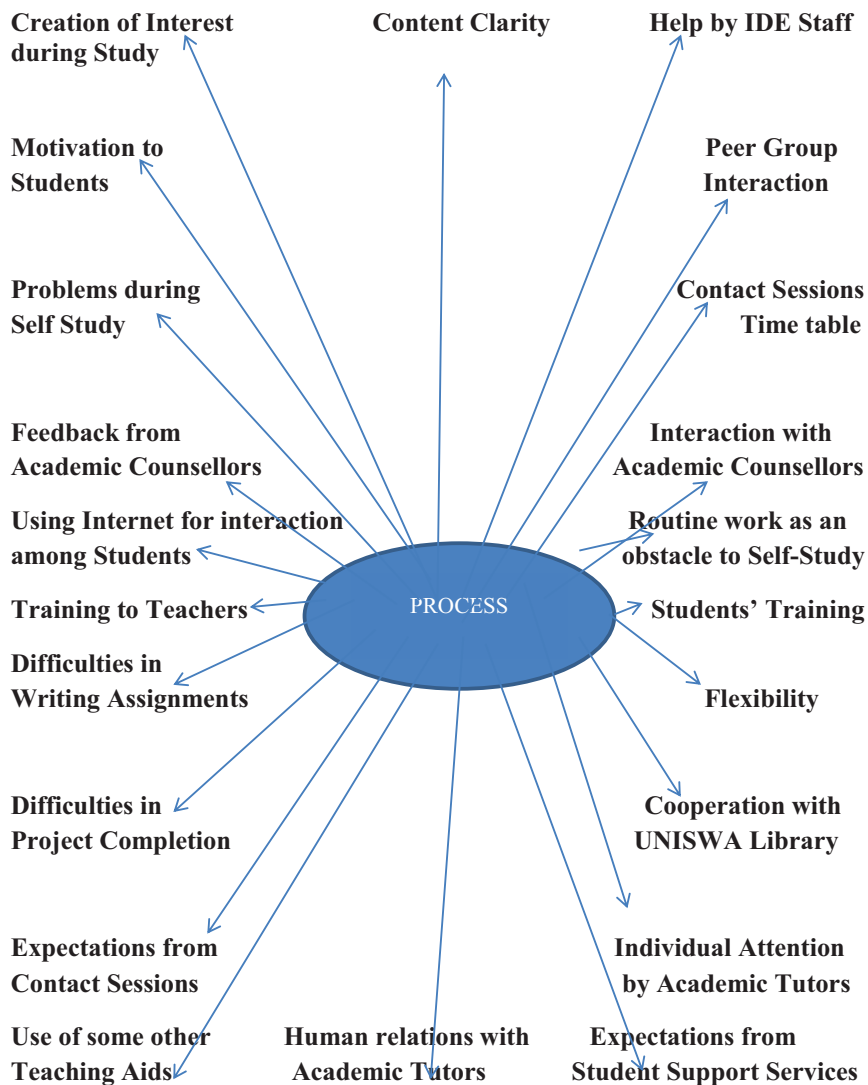 Creation of Interest
during Study
Content Clarity
Help by IDE Staff
Motivation to
Students
Peer Group
Interaction
Problems during
Self Study
Contact Sessions
Time table
Feedback from
Academic Counsellors
Interaction with
Academic Counsellors
Using Internet for interaction
among Students
Routine work as an
obstacle to Self-Study
Training to Teachers
PROCESS
Students’ Training
Difficulties in
Writing Assignments
Flexibility
Difficulties in
Project Completion
Cooperation with
UNISWA Library
Expectations from
Contact Sessions
Individual Attention
by Academic Tutors
Use of some other
Teaching Aids
Human relations with
Academic Tutors
Expectations from
Student Support Services